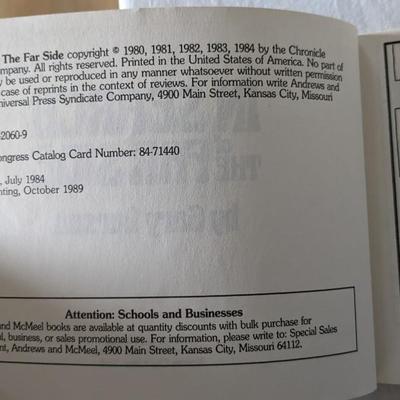 The Far Side copyright © 1980, 1981, 1982, 1983, 1984 by the Chronicle
mpany. All rights reserved. Printed in the United States of America. No part of
y be used or reproduced in any manner whatsoever without written permission
case of reprints in the context of reviews. For information write Andrews and
niversal Press Syndicate Company, 4900 Main Street, Kansas City, Missouri
-2060-9
ongress Catalog Card Number: 84-71440
, July 1984
nting, October 1989
Attention: Schools and Businesses
and McMeel books are available at quantity discounts with bulk purchase for
al, business, or sales promotional use. For information, please write to: Special Sales
nt, Andrews and McMeel, 4900 Main Street, Kansas City, Missouri 64112.